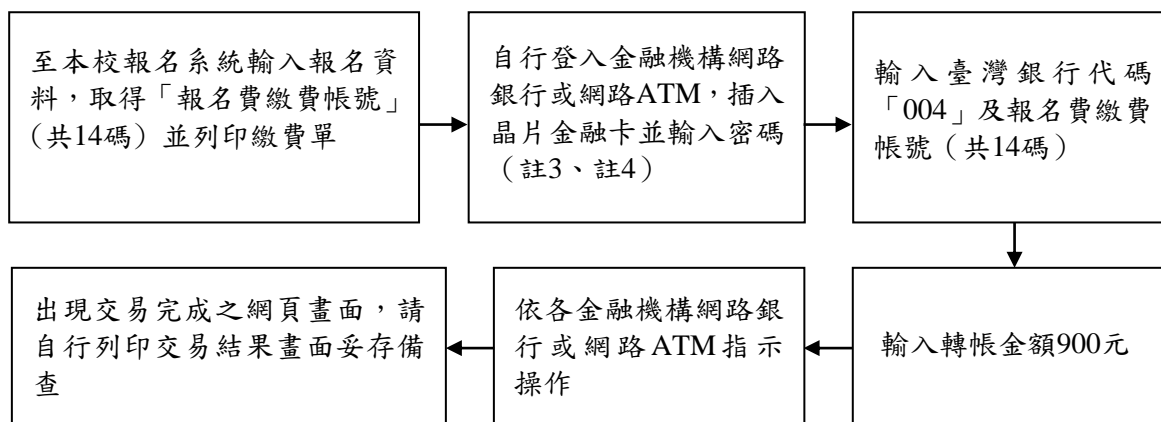 至本校報名系統輸入報名資
料，取得「報名費繳費帳號」
（共14碼）並列印繳費單
自行登入金融機構網路
銀行或網路ATM，插入
晶片金融卡並輸入密碼
（註3、註4）
輸入臺灣銀行代碼
「004」及報名費繳費
帳號（共14碼）
輸入轉帳金額900元
依各金融機構網路銀
行或網路ATM指示
操作
出現交易完成之網頁畫面，請
自行列印交易結果畫面妥存備
查